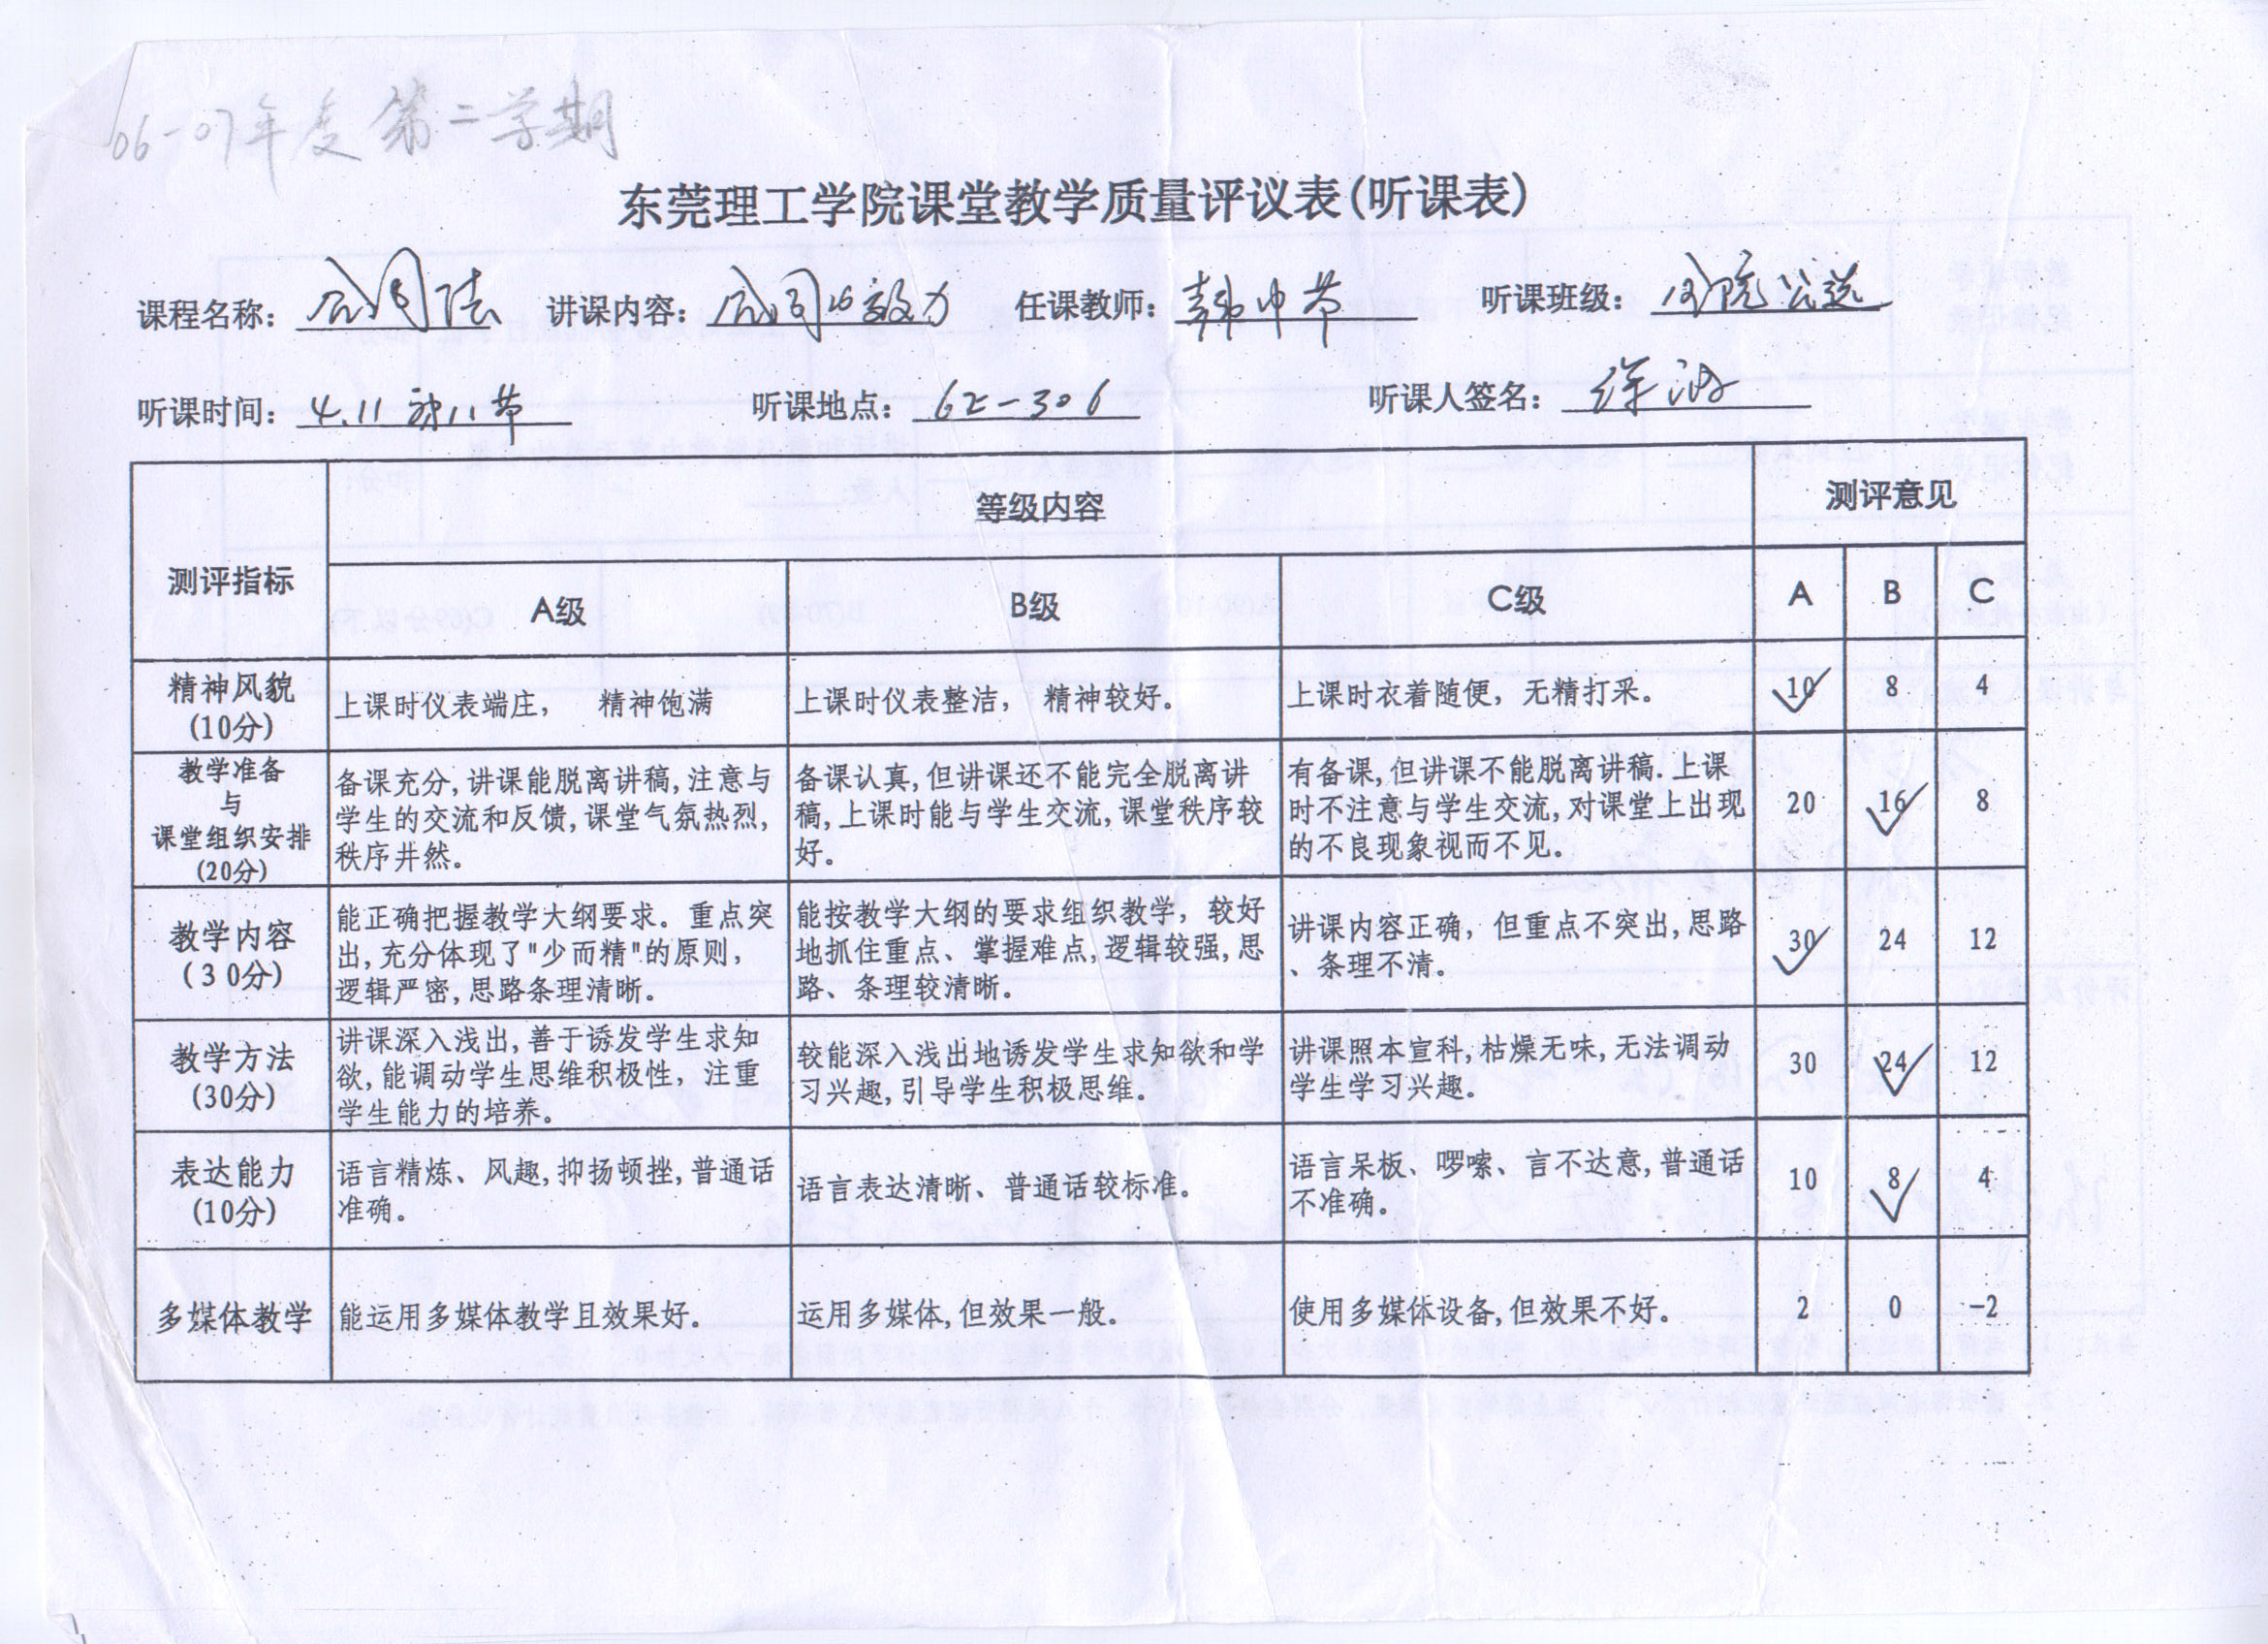 06-07年度 第二学期
东莞理工学院课堂教学质量评议表(听课表)
课程名称: 合同法 讲课内容: 合同的效力 任课教师: 韩中节 听课班级: 全院公选
听课时间: 4.11 第11节 听课地点: 6E-306 听课人签名: 徐波
测评指标 等级内容 测评意见
A级 B级 C级 A B C
精神风貌
(10分)
上课时仪表端庄， 精神饱满
上课时仪表整洁， 精神较好。
上课时衣着随便，无精打采。
10 8 4
教学准备
与
课堂组织安排
(20分)
备课充分,讲课能脱离讲稿,注意与
学生的交流和反馈,课堂气氛热烈,
秩序井然。
备课认真,但讲课还不能完全脱离讲
稿,上课时能与学生交流,课堂秩序较
好。
有备课,但讲课不能脱离讲稿.上课
时不注意与学生交流,对课堂上出现
的不良现象视而不见。
20 16 8
教学内容
(30分)
能正确把握教学大纲要求。重点突
出,充分体现了"少而精"的原则，
逻辑严密,思路条理清晰。
能按教学大纲的要求组织教学，较好
地抓住重点、掌握难点,逻辑较强,思
路、条理较清晰。
讲课内容正确，但重点不突出,思路
、条理不清。
30 24 12
教学方法
(30分)
讲课深入浅出,善于诱发学生求知
欲,能调动学生思维积极性，注重
学生能力的培养。
较能深入浅出地诱发学生求知欲和学
习兴趣,引导学生积极思维。
讲课照本宣科,枯燥无味,无法调动
学生学习兴趣。
30 24 12
表达能力
(10分)
语言精炼、风趣,抑扬顿挫,普通话
准确。
语言表达清晰、普通话较标准。
语言呆板、啰嗦、言不达意,普通话
不准确。
10 8 4
多媒体教学
能运用多媒体教学且效果好。
运用多媒体,但效果一般。
使用多媒体设备,但效果不好。
2 0 -2